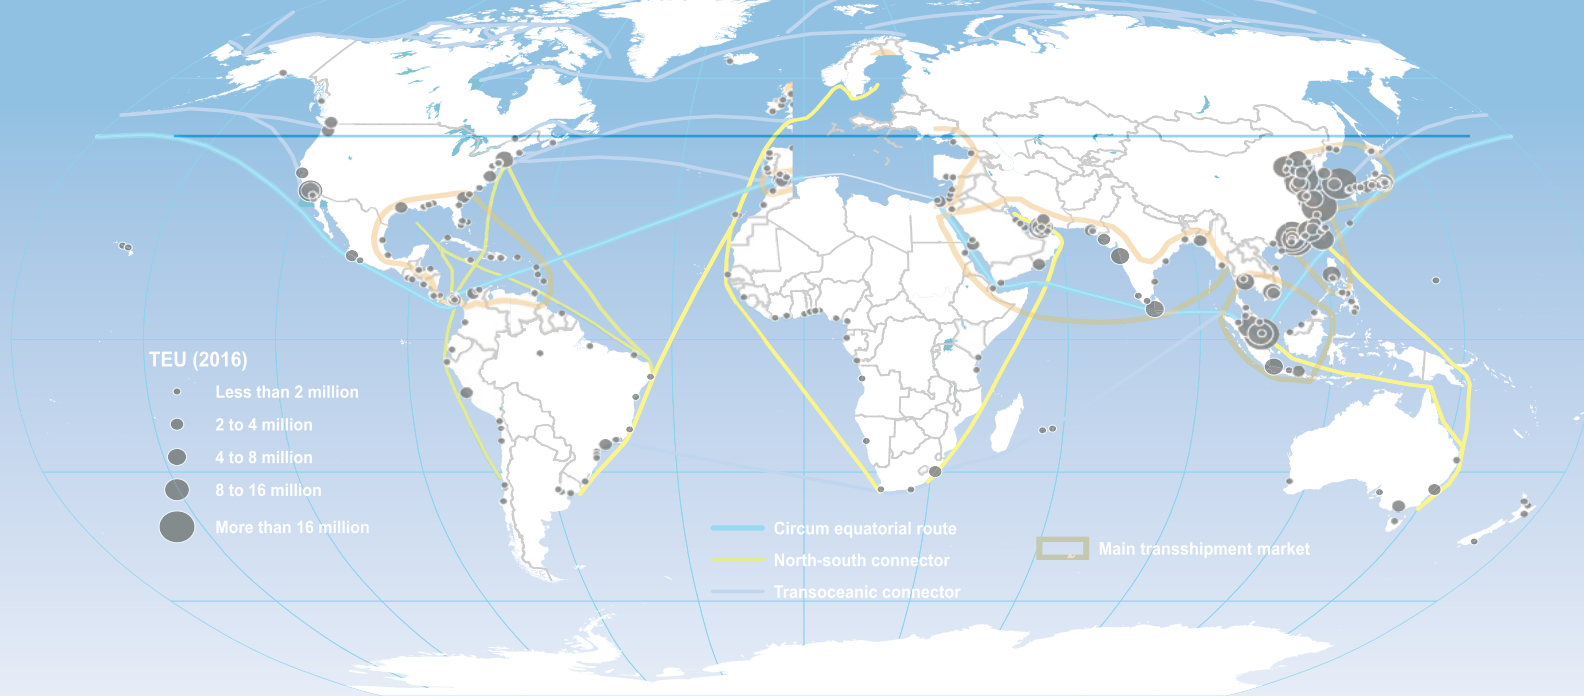 TEU (2016)
Less than 2 million
2 to 4 million
4 to 8 million
8 to 16 million
More than 16 million
Circum equatorial route
North-south connector
Transoceanic connector
Main transshipment market